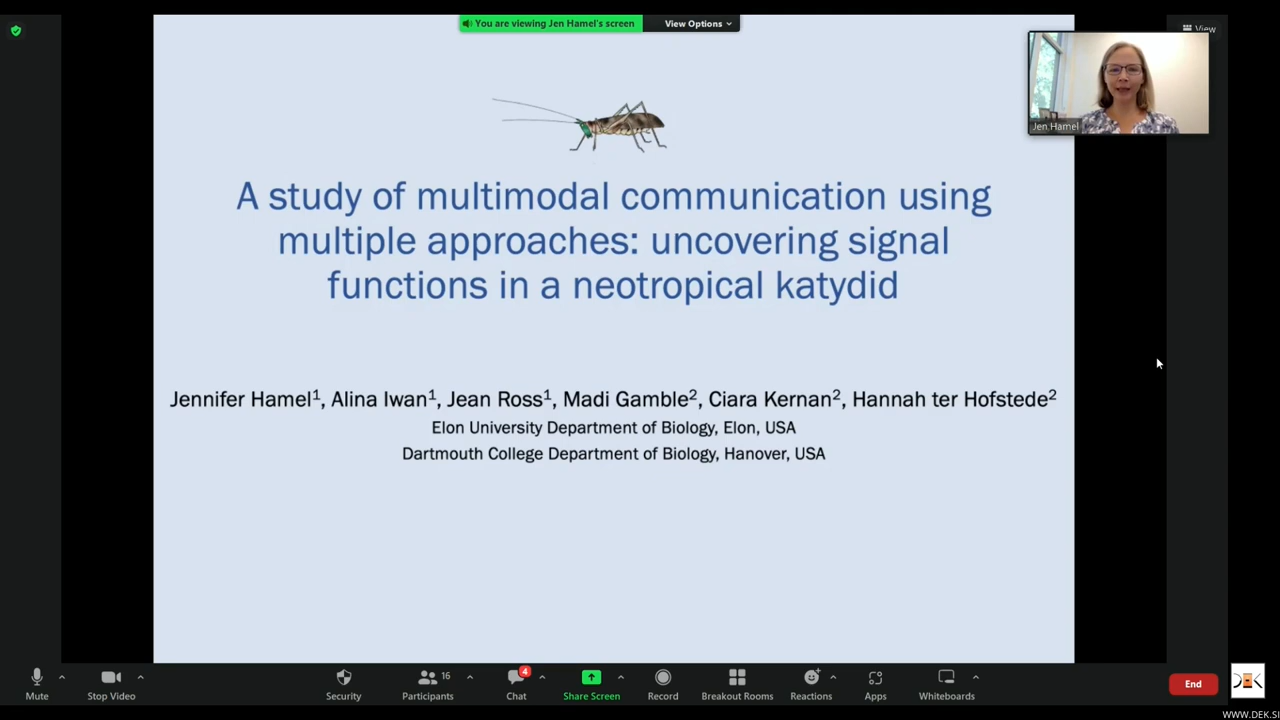 You are viewing Jen Hamel's screen
View Options
View
Jen Hamel
A study of multimodal communication using
multiple approaches: uncovering signal
functions in a neotropical katydid
Jennifer Hamel¹, Alina Iwan¹, Jean Ross¹, Madi Gamble², Ciara Kernan², Hannah ter Hofstede²
Elon University Department of Biology, Elon, USA
Dartmouth College Department of Biology, Hanover, USA
Mute
Stop Video
Security
16
Participants
4
Chat
Share Screen
Record
Breakout Rooms
Reactions
Apps
Whiteboards
End
WWW.DEK.SI